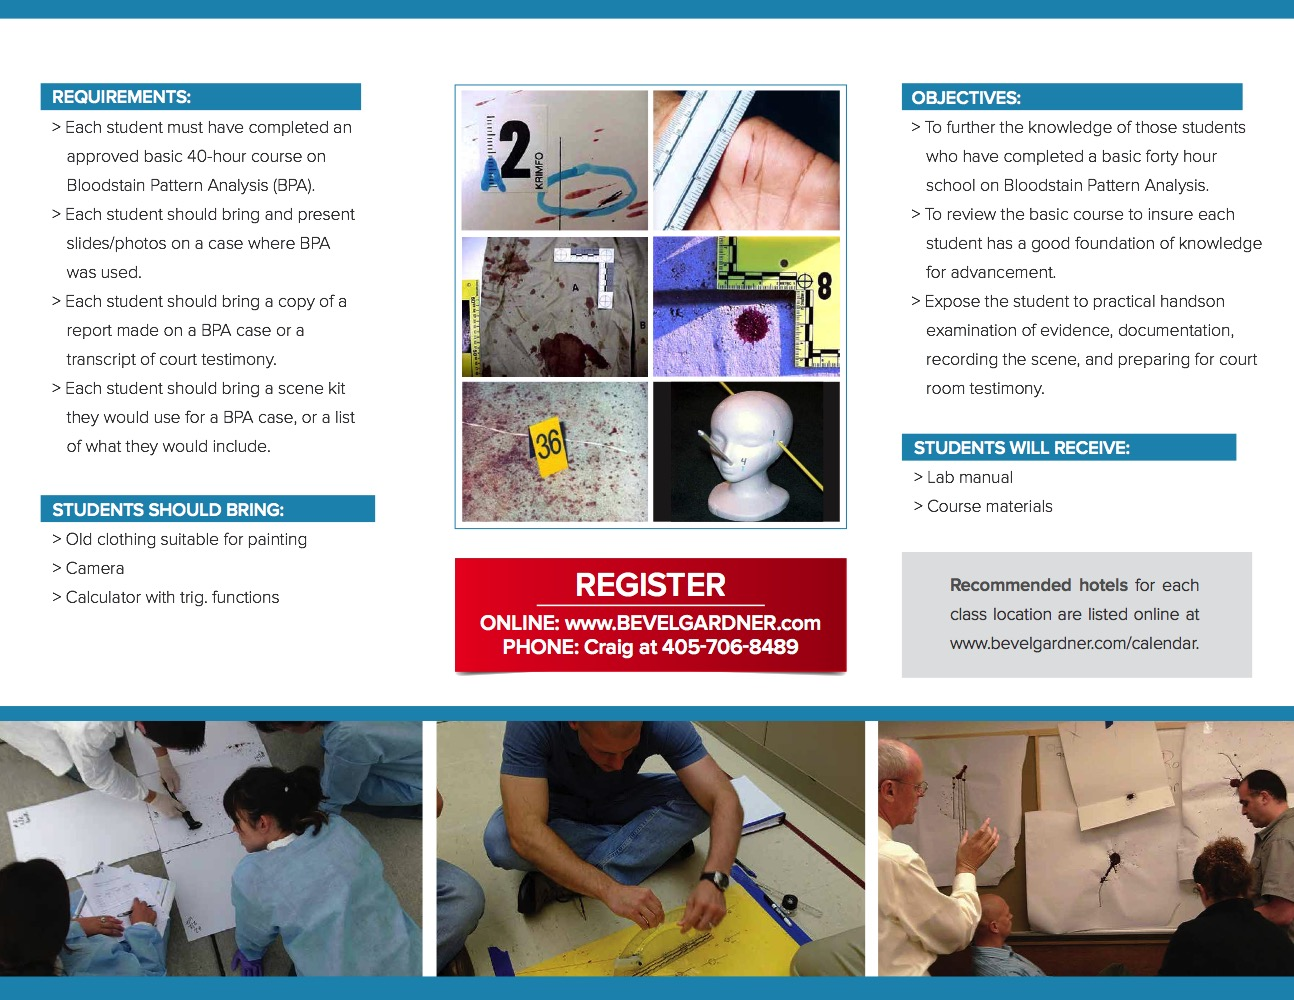 REQUIREMENTS:
> Each student must have completed an
approved basic 40-hour course on
Bloodstain Pattern Analysis (BPA).
> Each student should bring and present
slides/photos on a case where BPA
was used.
> Each student should bring a copy of a
report made on a BPA case or a
transcript of court testimony.
> Each student should bring a scene kit
they would use for a BPA case, or a list
of what they would include.
STUDENTS SHOULD BRING:
> Old clothing suitable for painting
> Camera
> Calculator with trig. functions
A2
KRIMFO
A
B
8
36
4
REGISTER
ONLINE: www.BEVELGARDNER.com
PHONE: Craig at 405-706-8489
OBJECTIVES:
> To further the knowledge of those students
who have completed a basic forty hour
school on Bloodstain Pattern Analysis.
> To review the basic course to insure each
student has a good foundation of knowledge
for advancement.
> Expose the student to practical handson
examination of evidence, documentation,
recording the scene, and preparing for court
room testimony.
STUDENTS WILL RECEIVE:
> Lab manual
> Course materials
Recommended hotels for each
class location are listed online at
www.bevelgardner.com/calendar.